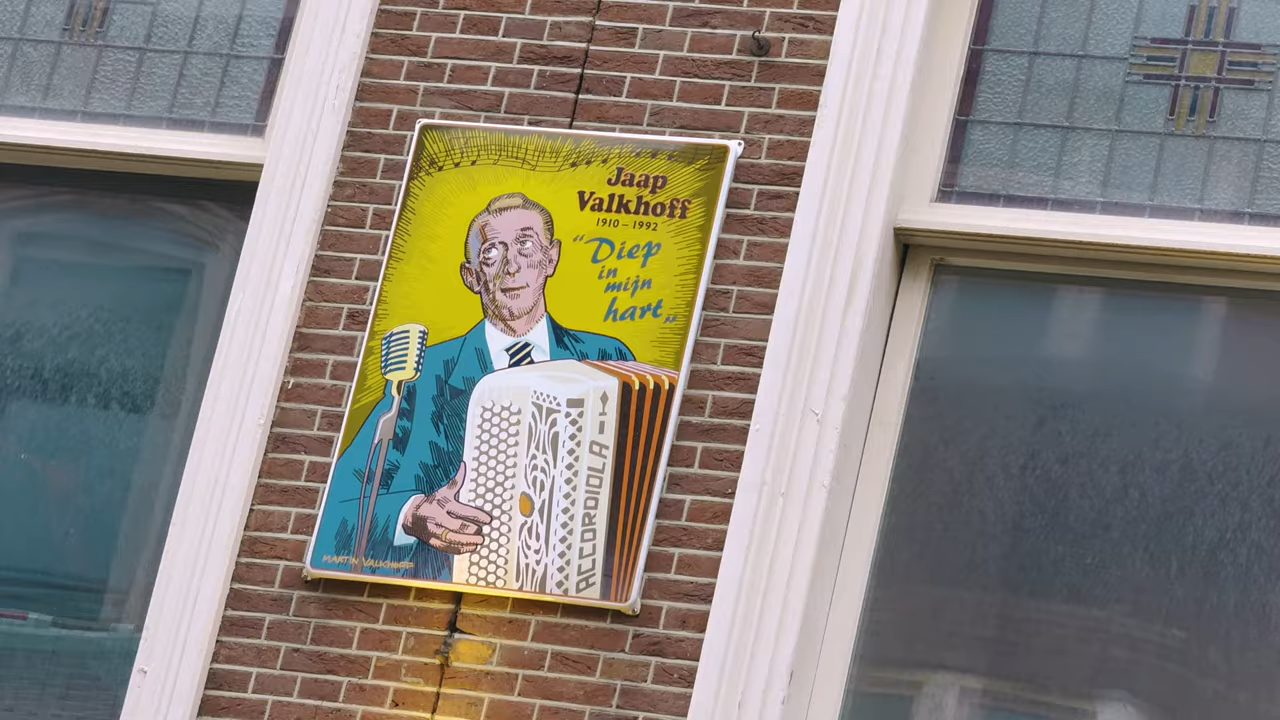 Jaap
Valkhoff
1910 – 1992
“Diep
in
mijn
hart„
ACCORDIOLA
MARTIN VALKHOFF